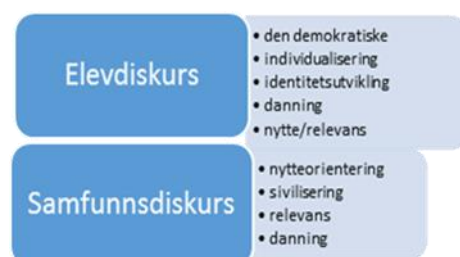 Elevdiskurs
• den demokratiske
• individualisering
• identitetsutvikling
• danning
• nytte/relevans
Samfunnsdiskurs
• nytteorientering
• sivilisering
• relevans
• danning